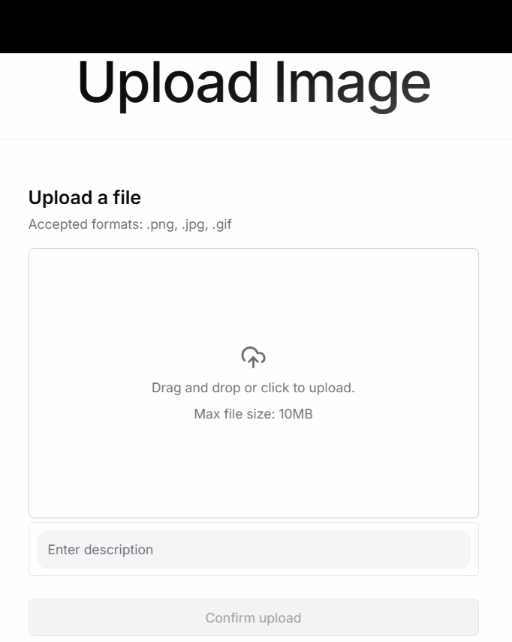 Upload Image
Upload a file
Accepted formats: .png, .jpg, .gif
Drag and drop or click to upload.
Max file size: 10MB
Enter description
Confirm upload